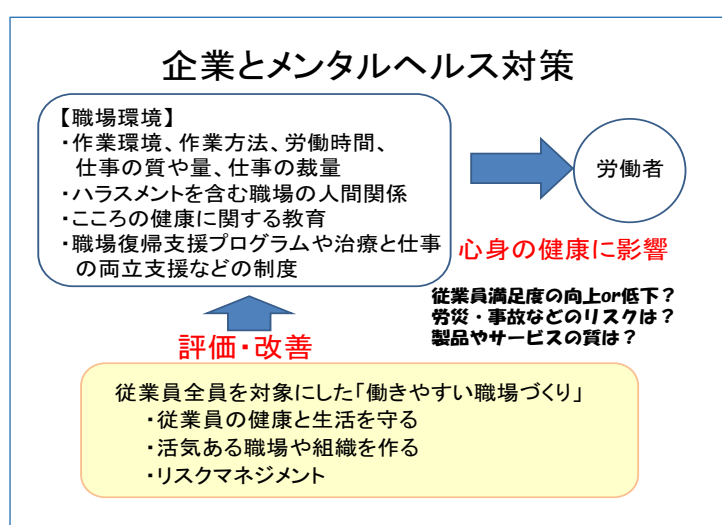 企業とメンタルヘルス対策
【職場環境】
・作業環境、作業方法、労働時間、
仕事の質や量、仕事の裁量
・ハラスメントを含む職場の人間関係
・こころの健康に関する教育
・職場復帰支援プログラムや治療と仕事
の両立支援などの制度
労働者
心身の健康に影響
従業員満足度の向上or低下？
労災・事故などのリスクは？
製品やサービスの質は？
評価・改善
従業員全員を対象にした「働きやすい職場づくり」
・従業員の健康と生活を守る
・活気ある職場や組織を作る
・リスクマネジメント